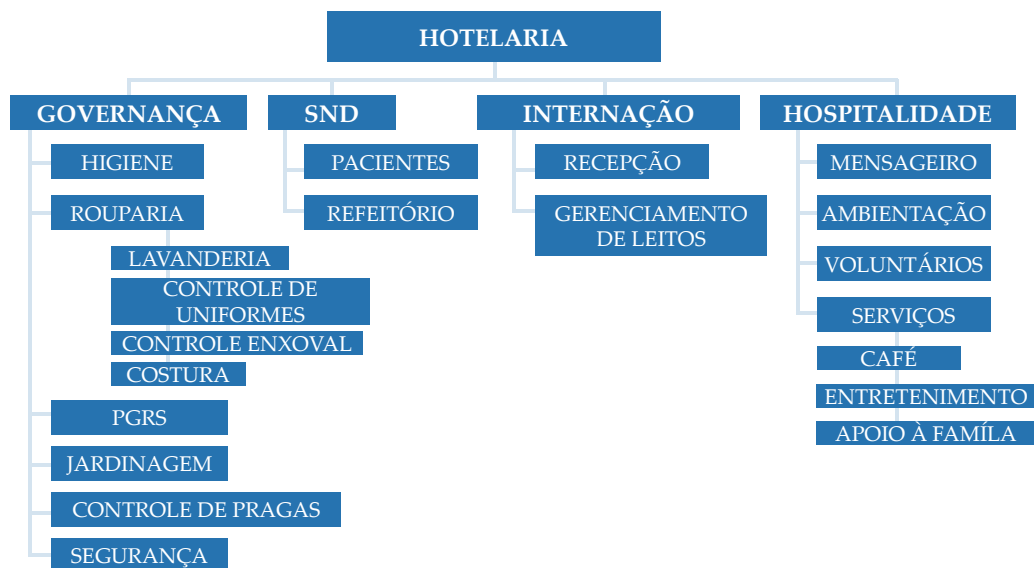 HOTELARIA
GOVERNANÇA
HIGIENE
ROUPARIA
LAVANDERIA
CONTROLE DE
UNIFORMES
CONTROLE ENXOVAL
COSTURA
PGRS
JARDINAGEM
CONTROLE DE PRAGAS
SEGURANÇA
SND
PACIENTES
REFEITÓRIO
INTERNAÇÃO
RECEPÇÃO
GERENCIAMENTO
DE LEITOS
HOSPITALIDADE
MENSAGEIRO
AMBIENTAÇÃO
VOLUNTÁRIOS
SERVIÇOS
CAFÉ
ENTRETENIMENTO
APOIO À FAMÍLA